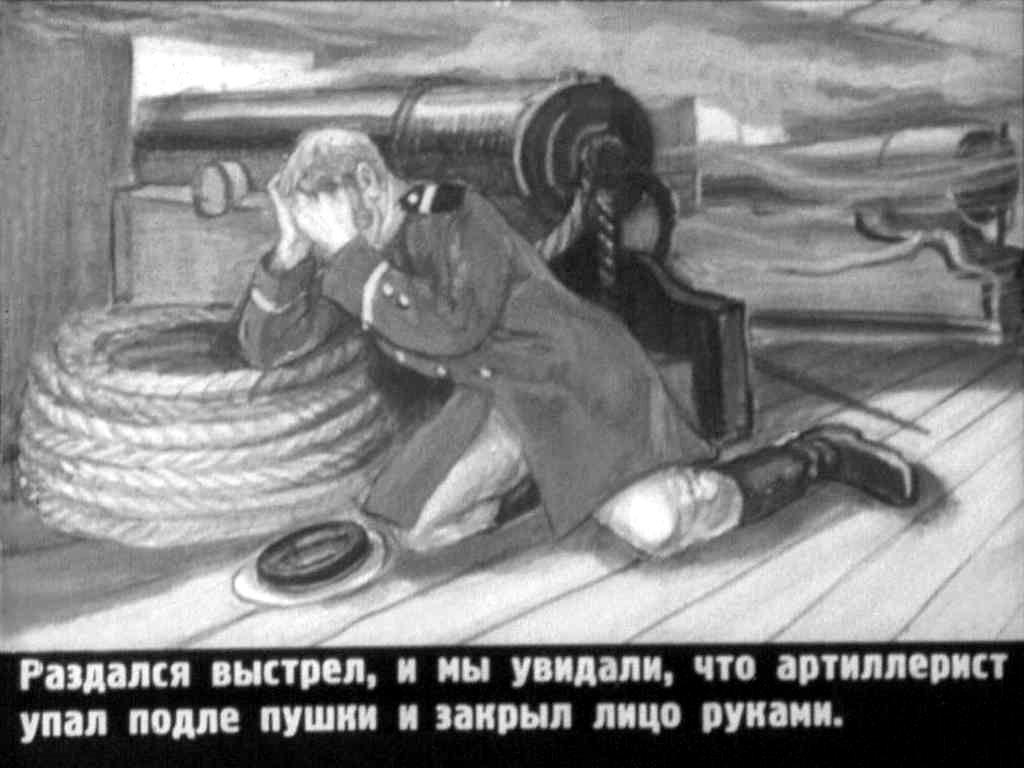 Раздался выстрел, и мы увидали, что артиллерист
упал подле пушки и закрыл лицо руками.